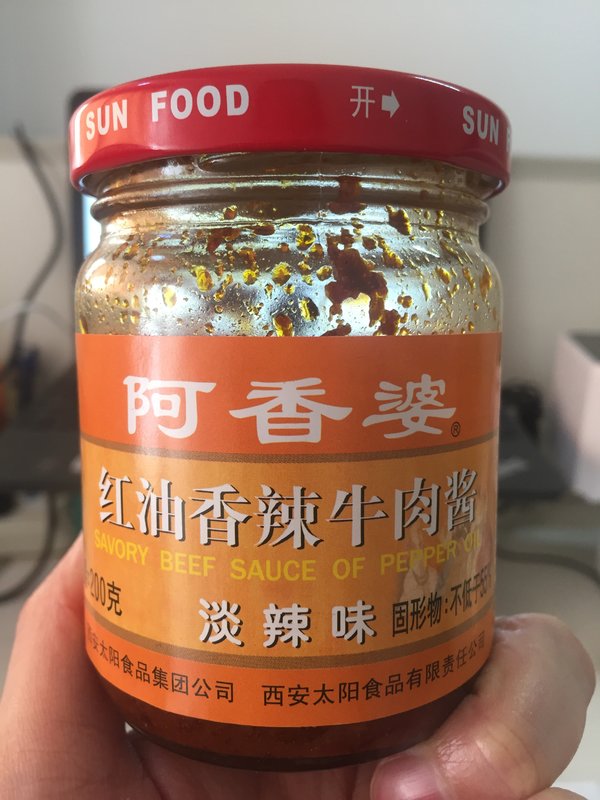 SUN FOOD 开 SUN
阿香婆®
红油香辣牛肉酱
SAVORY BEEF SAUCE OF PEPPER OIL
200克 淡辣味 固形物:不低于55%
西安太阳食品集团公司 西安太阳食品有限责任公司